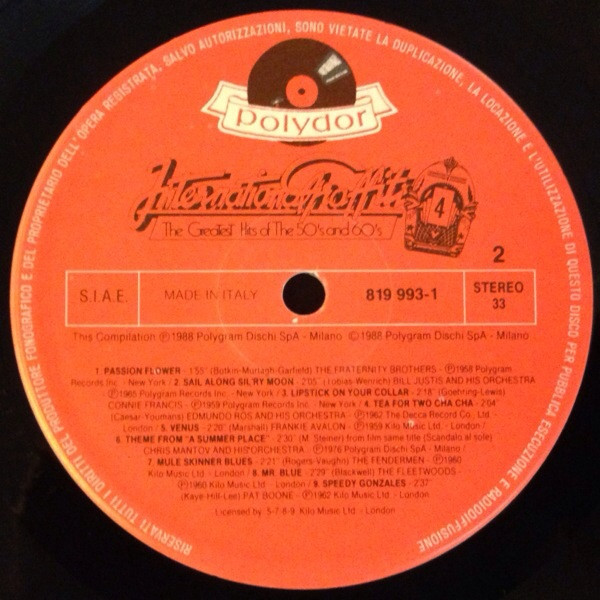 RISERVATI TUTTI I DIRITTI DEL PRODUTTORE FONOGRAFICO E DEL PROPRIETARIO DELL'OPERA REGISTRATA. SALVO AUTORIZZAZIONI, SONO VIETATE LA DUPLICAZIONE, LA LOCAZIONE E L'UTILIZZAZIONE DI QUESTO DISCO PER PUBBLICA ESECUZIONE E RADIODIFFUSIONE
polydor
International Graffiti
4
The Greatest Hits of The 50's and 60's
2
S.I.A.E.
MADE IN ITALY
819 993-1
STEREO
33
This Compilation ℗1988 Polygram Dischi SpA - Milano ©1988 Polygram Dischi SpA - Milano
1. PASSION FLOWER - 1'55" (Botkin-Murtagh-Garfield) THE FRATERNITY BROTHERS - ℗1958 Polygram
Records Inc. - New York / 2. SAIL ALONG SIL'RY MOON - 2'05" (Tobias-Wenrich) BILL JUSTIS AND HIS ORCHESTRA
℗1965 Polygram Records Inc. - New York / 3. LIPSTICK ON YOUR COLLAR - 2'18" (Goehring-Lewis)
CONNIE FRANCIS - ℗1959 Polygram Records Inc. - New York / 4. TEA FOR TWO CHA CHA - 2'04"
(Caesar-Youmans) EDMUNDO ROS AND HIS ORCHESTRA - ℗1962 The Decca Record Co. Ltd. -
London / 5. VENUS - 2'20" (Marshall) FRANKIE AVALON - ℗1959 Kilo Music Ltd. - London /
6. THEME FROM "A SUMMER PLACE" - 2'30" (M. Steiner) from film same title (Scandalo al sole)
CHRIS MANTOV AND HIS ORCHESTRA - ℗1976 Polygram Dischi SpA - Milano /
7. MULE SKINNER BLUES - 2'21" (Rogers-Vaughn) THE FENDERMEN - ℗1960
Kilo Music Ltd. - London / 8. MR. BLUE - 2'29" (Blackwell) THE FLEETWOODS -
℗1960 Kilo Music Ltd. - London / 9. SPEEDY GONZALES - 2'37"
(Kaye-Hill-Lee) PAT BOONE - ℗1962 Kilo Music Ltd. - London
Licensed by: 5-7-8-9 Kilo Music Ltd. - London